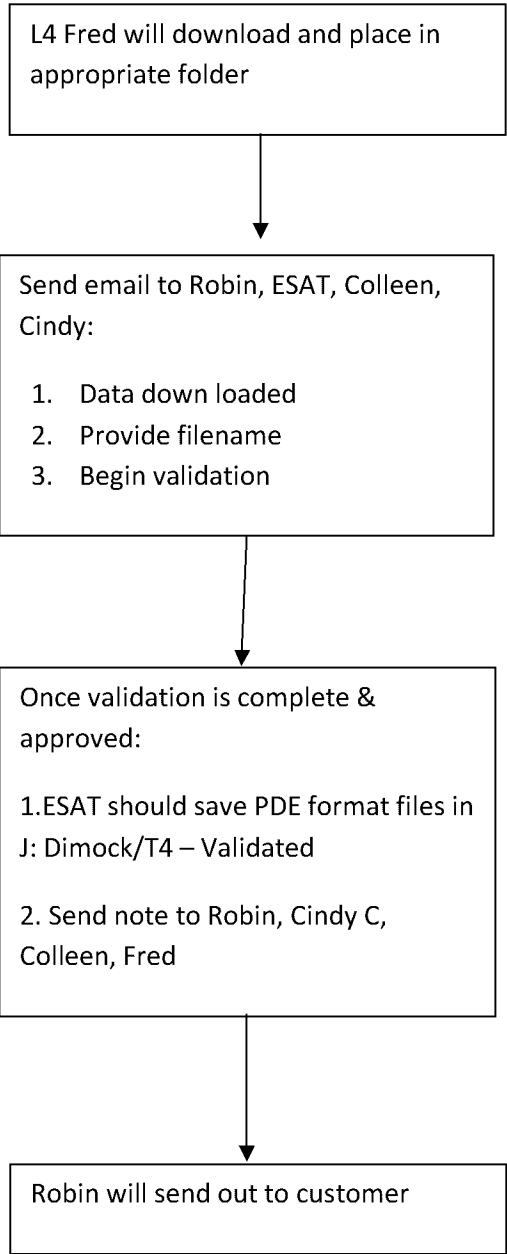 L4 Fred will download and place in
appropriate folder
Send email to Robin, ESAT, Colleen,
Cindy:
1. Data down loaded
2. Provide filename
3. Begin validation
Once validation is complete &
approved:
1.ESAT should save PDE format files in
J: Dimock/T4 – Validated
2. Send note to Robin, Cindy C,
Colleen, Fred
Robin will send out to customer